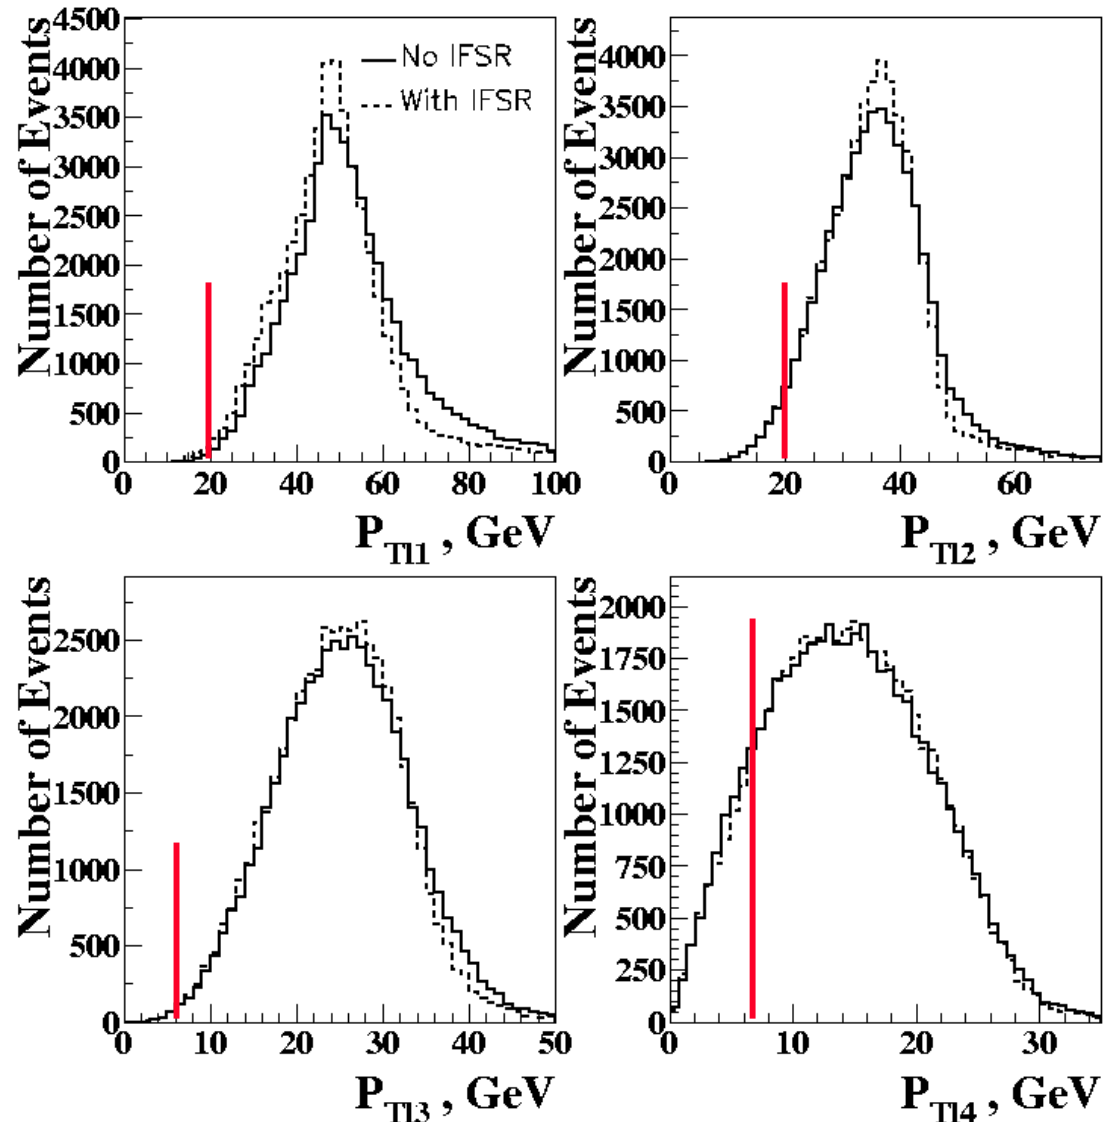 Number of Events
4500
4000
3500
3000
2500
2000
1500
1000
500
0
No IFSR
With IFSR
0 20 40 60 80 100
P_Tl1 , GeV
Number of Events
4000
3500
3000
2500
2000
1500
1000
500
0
0 20 40 60
P_Tl2 , GeV
Number of Events
2500
2000
1500
1000
500
0
0 10 20 30 40 50
P_Tl3 , GeV
Number of Events
2000
1750
1500
1250
1000
750
500
250
0
0 10 20 30
P_Tl4 , GeV